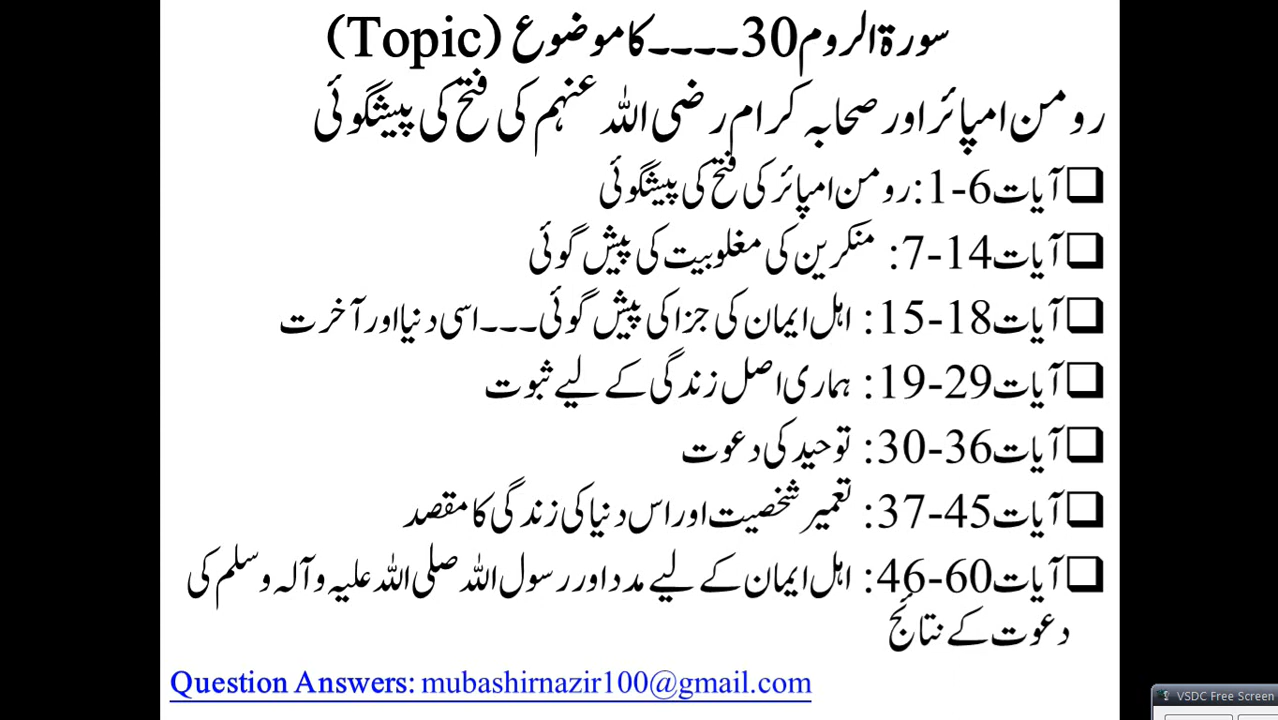 سورۃ الروم 30۔۔۔۔کا موضوع (Topic)
رومن امپائر اور صحابہ کرام رضی اللہ عنہم کی فتح کی پیشگوئی
❑آیات 1-6:رومن امپائر کی فتح کی پیشگوئی
❑آیات 7-14: منکرین کی مغلوبیت کی پیش گوئی
❑آیات 15-18: اہل ایمان کی جزا کی پیش گوئی۔۔۔اسی دنیا اور آخرت
❑آیات 19-29: ہماری اصل زندگی کے لیے ثبوت
❑آیات 30-36: توحید کی دعوت
❑آیات 37-45: تعمیر شخصیت اور اس دنیا کی زندگی کا مقصد
❑آیات 46-60: اہل ایمان کے لیے مدد اور رسول اللہ صلی اللہ علیہ وآلہ وسلم کی
دعوت کے نتائج
Question Answers: mubashirnazir100@gmail.com
VSDC Free Screen